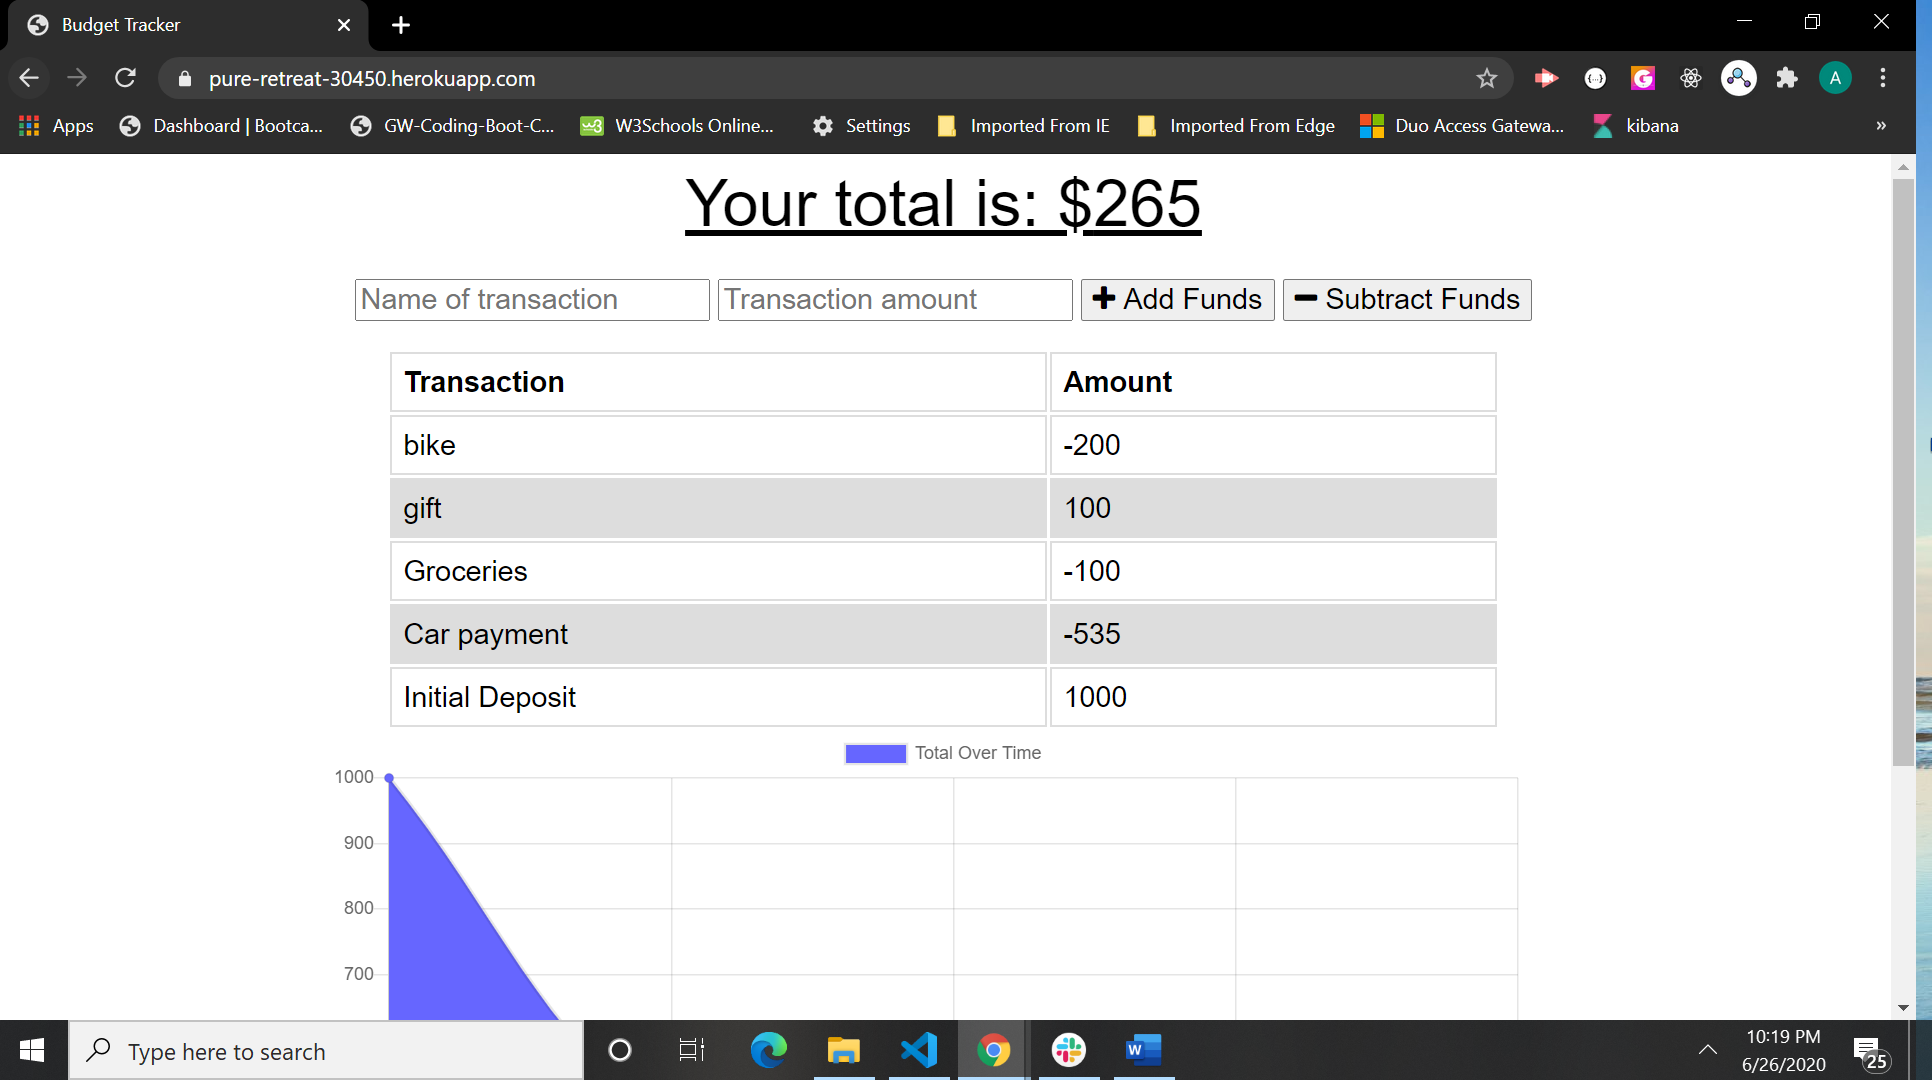 Budget Tracker
pure-retreat-30450.herokuapp.com
A
Apps Dashboard | Bootca... GW-Coding-Boot-C... W3Schools Online... Settings Imported From IE Imported From Edge Duo Access Gatewa... kibana »
Your total is: $265
Name of transaction Transaction amount Add Funds Subtract Funds
Transaction Amount
bike -200
gift 100
Groceries -100
Car payment -535
Initial Deposit 1000
Total Over Time
1000
900
800
700
Type here to search
10:19 PM
6/26/2020
25